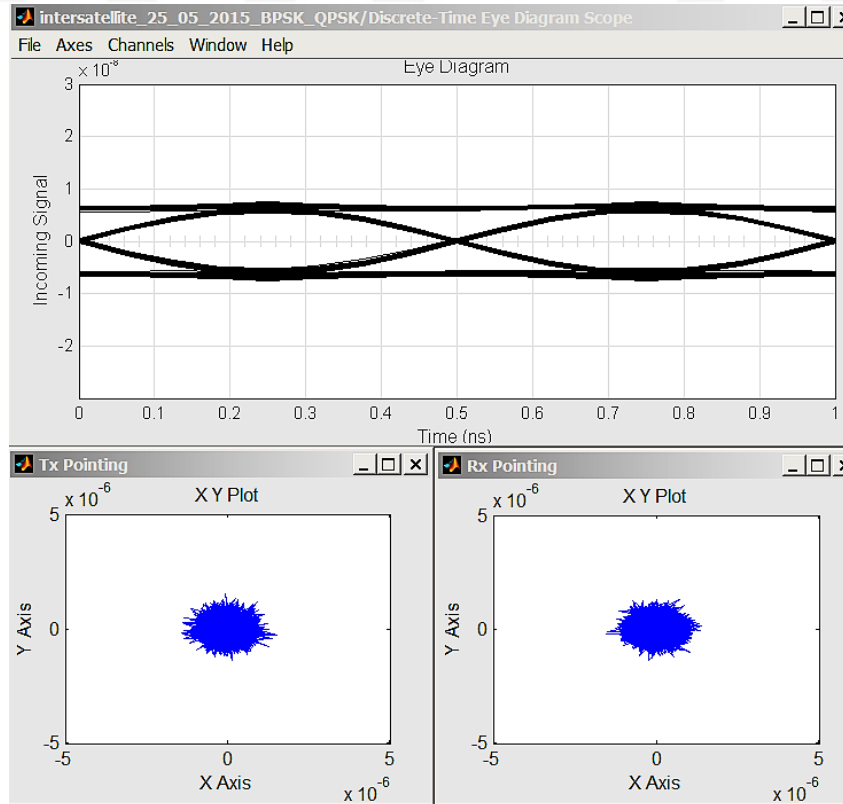 intersatellite_25_05_2015_BPSK_QPSK/Discrete-Time Eye Diagram Scope
File Axes Channels Window Help
Eye Diagram
x 10⁻⁸
3
2
1
0
-1
-2
Incoming Signal
0 0.1 0.2 0.3 0.4 0.5 0.6 0.7 0.8 0.9 1
Time (ns)
Tx Pointing
X Y Plot
x 10⁻⁶
5
0
-5
Y Axis
-5 0 5
X Axis
x 10⁻⁶
Rx Pointing
X Y Plot
x 10⁻⁶
5
0
-5
Y Axis
-5 0 5
X Axis
x 10⁻⁶